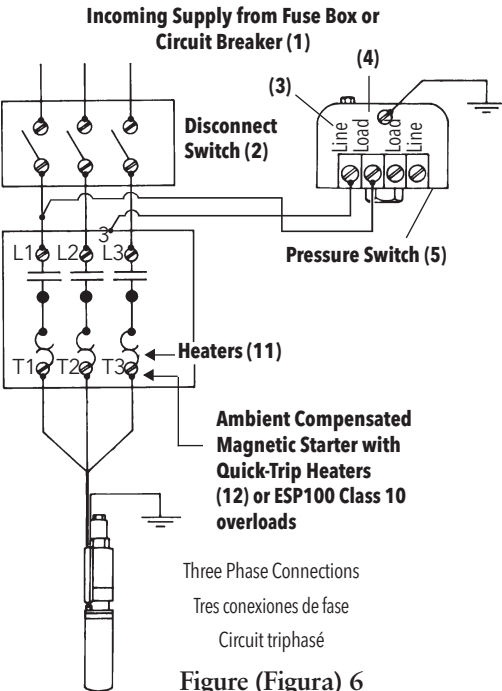 Incoming Supply from Fuse Box or
Circuit Breaker (1)
(4)
(3)
Disconnect
Switch (2)
Line
Load
Load
Line
Pressure Switch (5)
3
L1
L2
L3
Heaters (11)
T1
T2
T3
Ambient Compensated
Magnetic Starter with
Quick-Trip Heaters
(12) or ESP100 Class 10
overloads
Three Phase Connections
Tres conexiones de fase
Circuit triphasé
Figure (Figura) 6